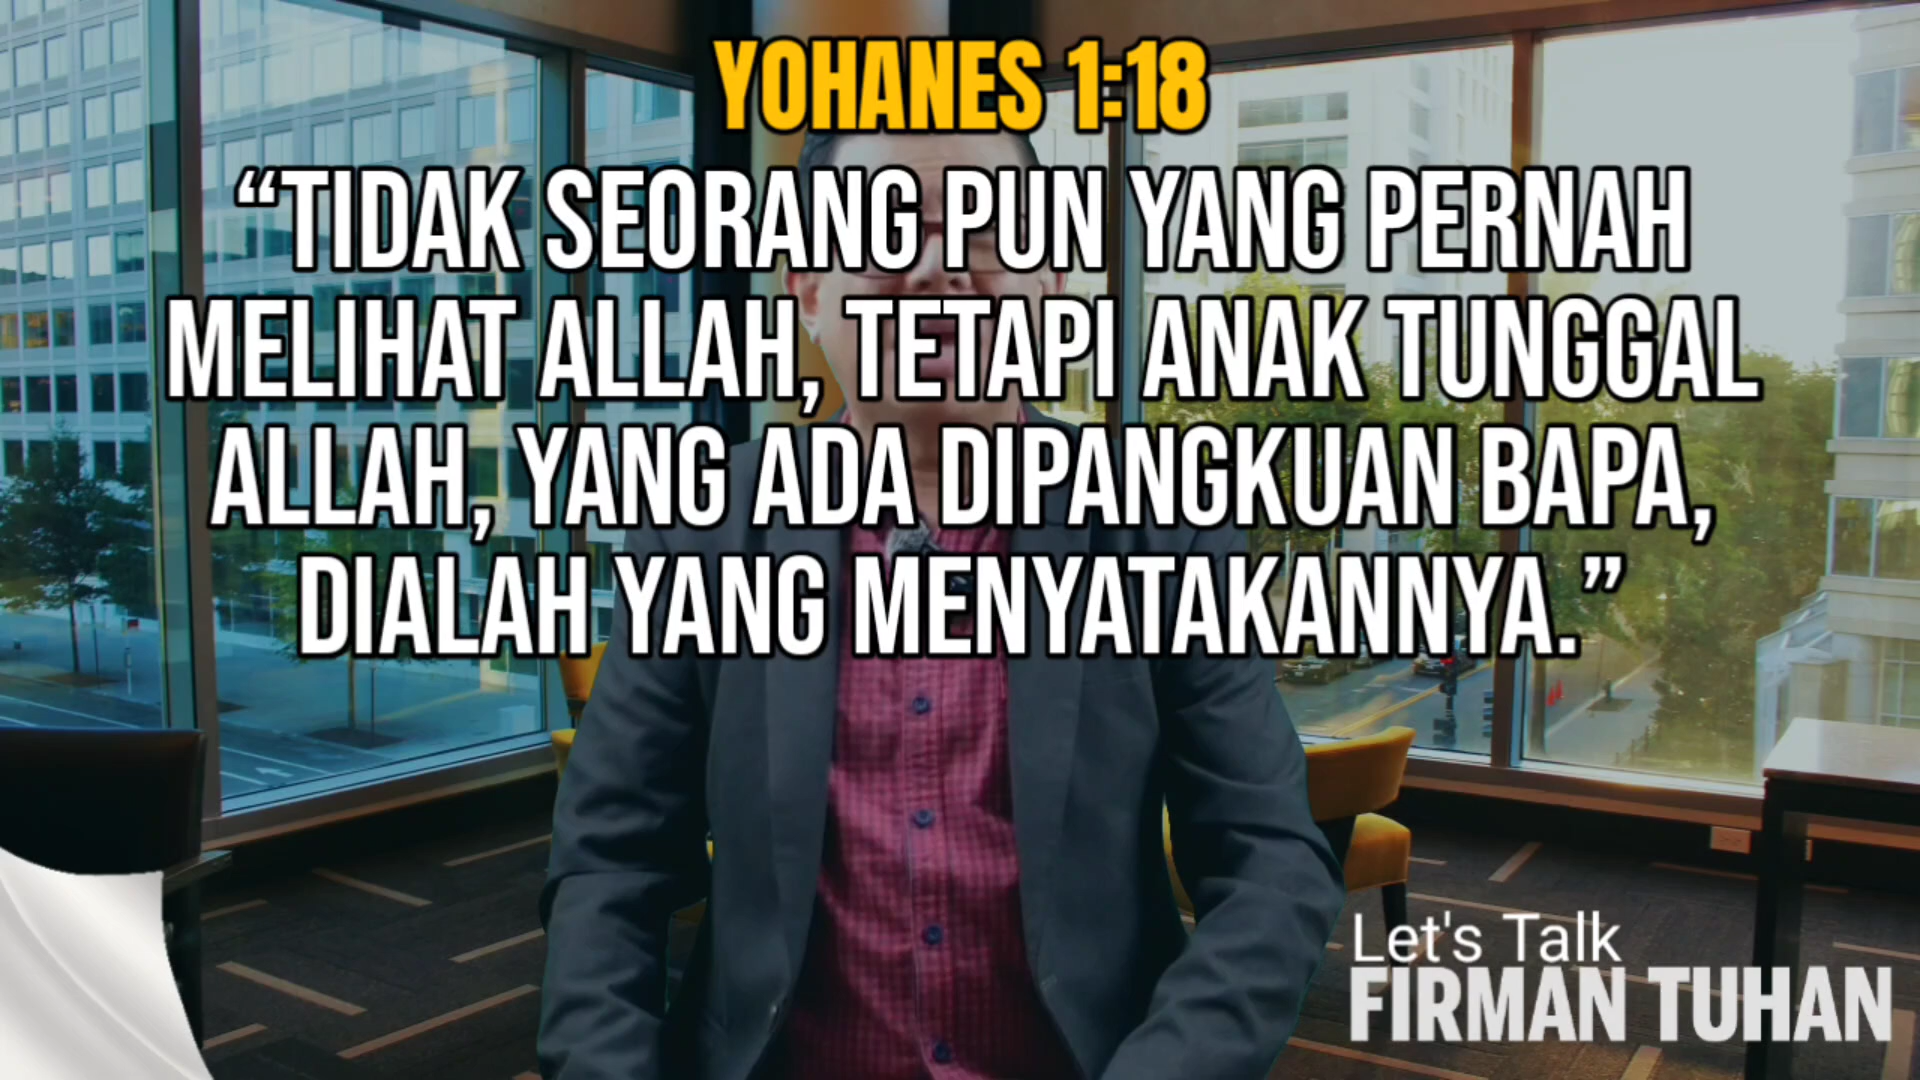 YOHANES 1:18
“TIDAK SEORANG PUN YANG PERNAH
MELIHAT ALLAH, TETAPI ANAK TUNGGAL
ALLAH, YANG ADA DIPANGKUAN BAPA,
DIALAH YANG MENYATAKANNYA.”
Let's Talk
FIRMAN TUHAN